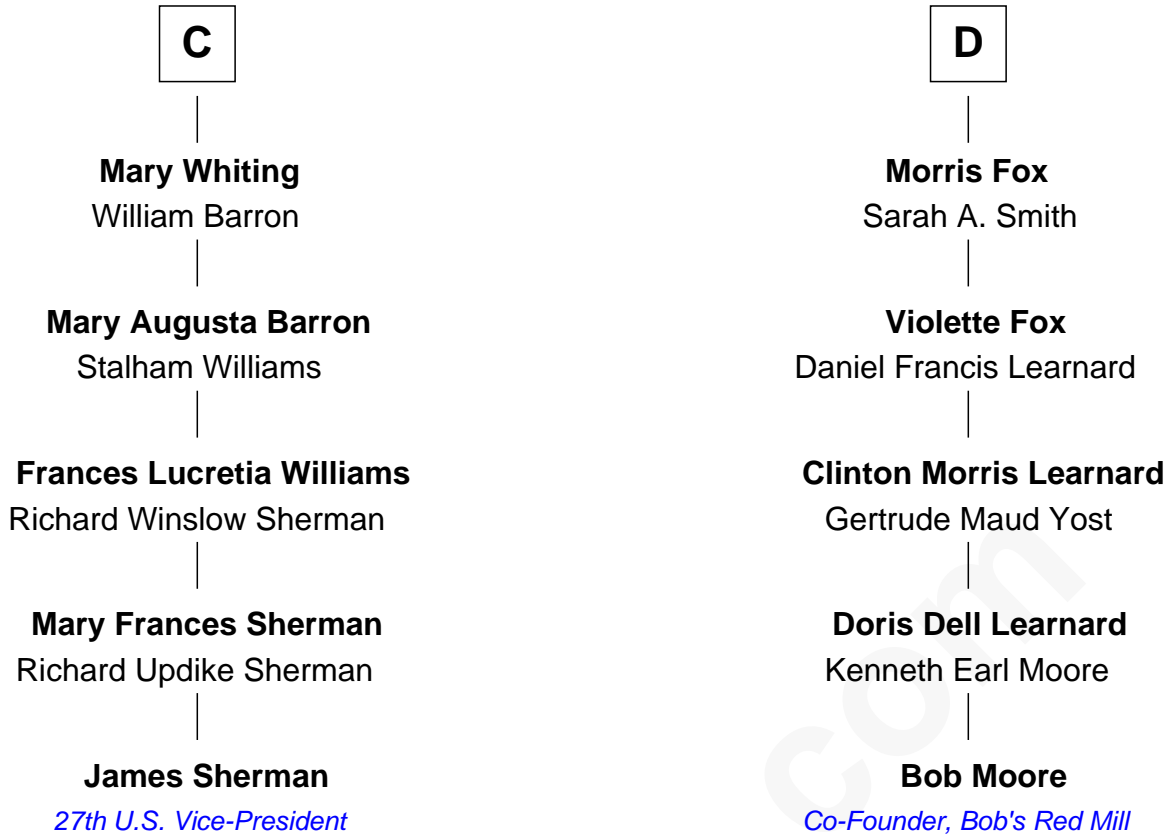 C
Mary Whiting
William Barron
Mary Augusta Barron
Stalham Williams
Frances Lucretia Williams
Richard Winslow Sherman
Mary Frances Sherman
Richard Updike Sherman
James Sherman
27th U.S. Vice-President
D
Morris Fox
Sarah A. Smith
Violette Fox
Daniel Francis Learnard
Clinton Morris Learnard
Gertrude Maud Yost
Doris Dell Learnard
Kenneth Earl Moore
Bob Moore
Co-Founder, Bob's Red Mill
com